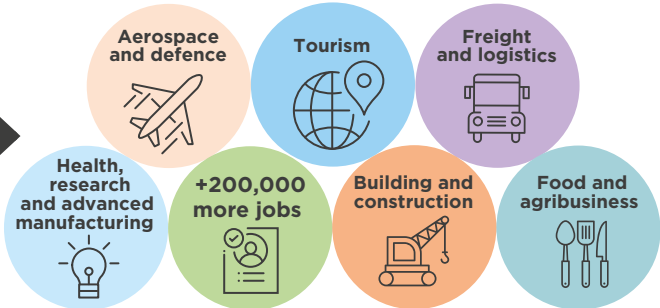 Aerospace
and defence
Tourism
Freight
and logistics
Health,
research
and advanced
manufacturing
+200,000
more jobs
Building and
construction
Food and
agribusiness